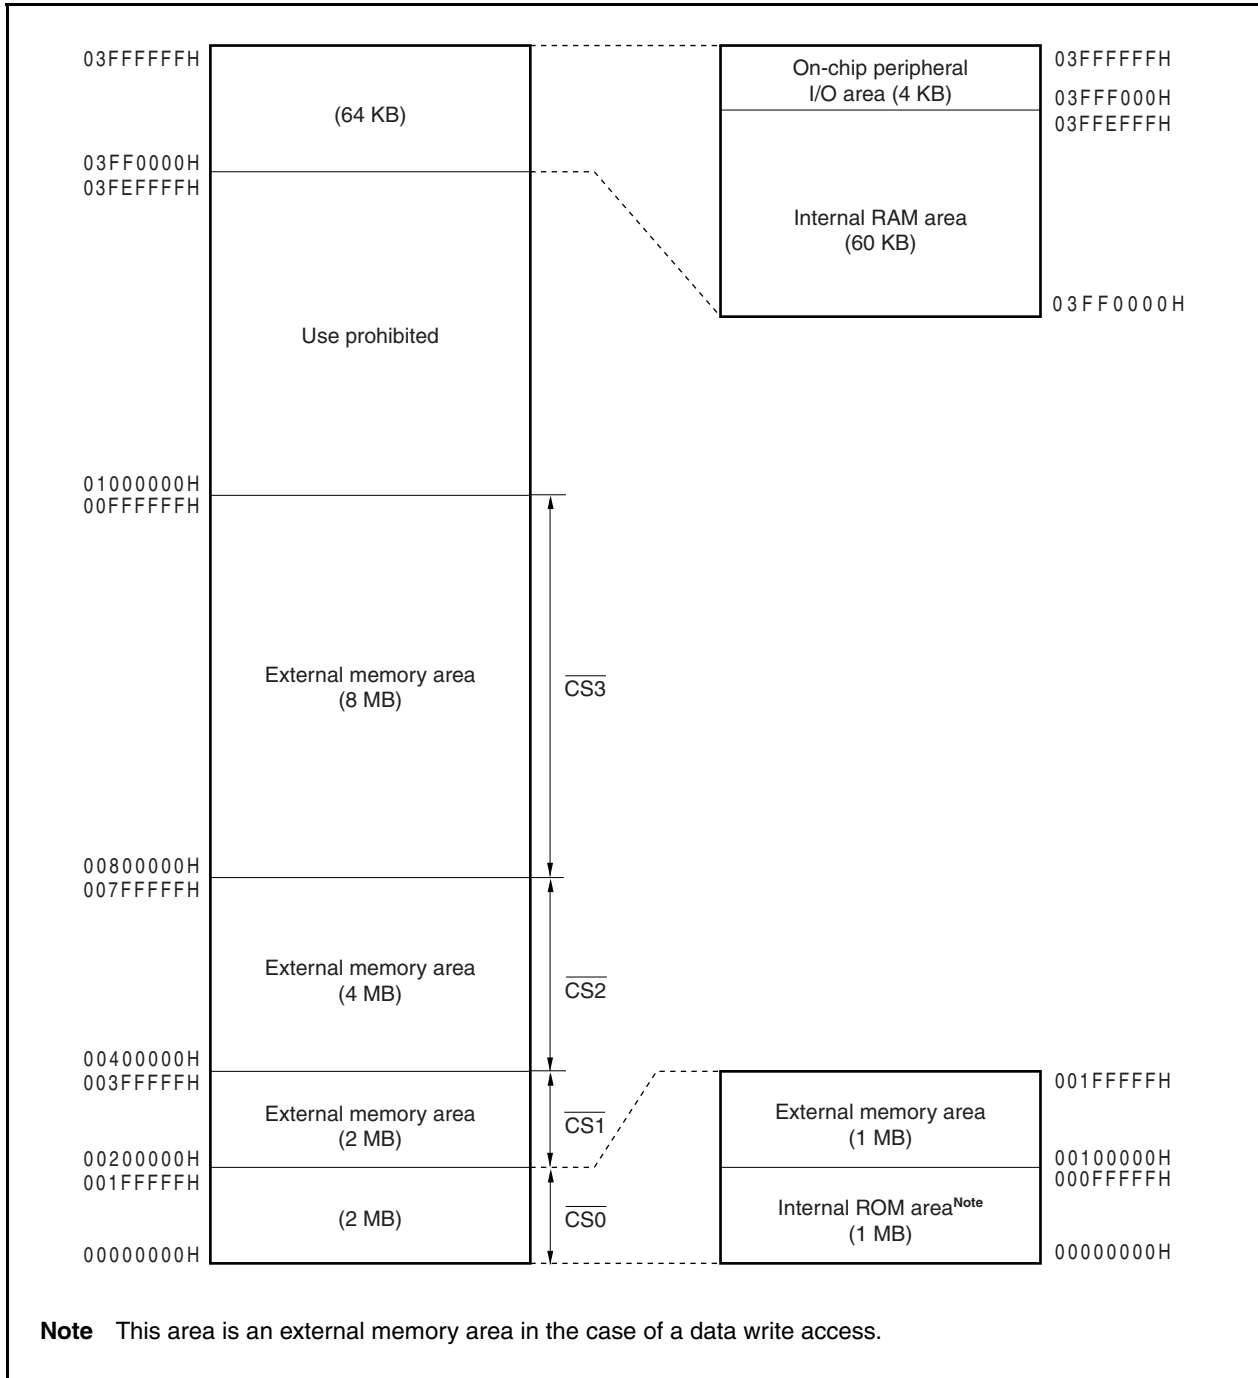 03FFFFFFH
(64 KB)
03FF0000H
03FEFFFFH
Use prohibited
01000000H
00FFFFFFH
External memory area
(8 MB)
CS3
00800000H
007FFFFFH
External memory area
(4 MB)
CS2
00400000H
003FFFFFH
External memory area
(2 MB)
CS1
00200000H
001FFFFFH
(2 MB)
CS0
00000000H
On-chip peripheral
I/O area (4 KB)
03FFFFFFH
03FFF000H
03FFEFFFH
Internal RAM area
(60 KB)
03FF0000H
001FFFFFH
External memory area
(1 MB)
00100000H
000FFFFFH
Internal ROM areaNote
(1 MB)
00000000H
Note This area is an external memory area in the case of a data write access.